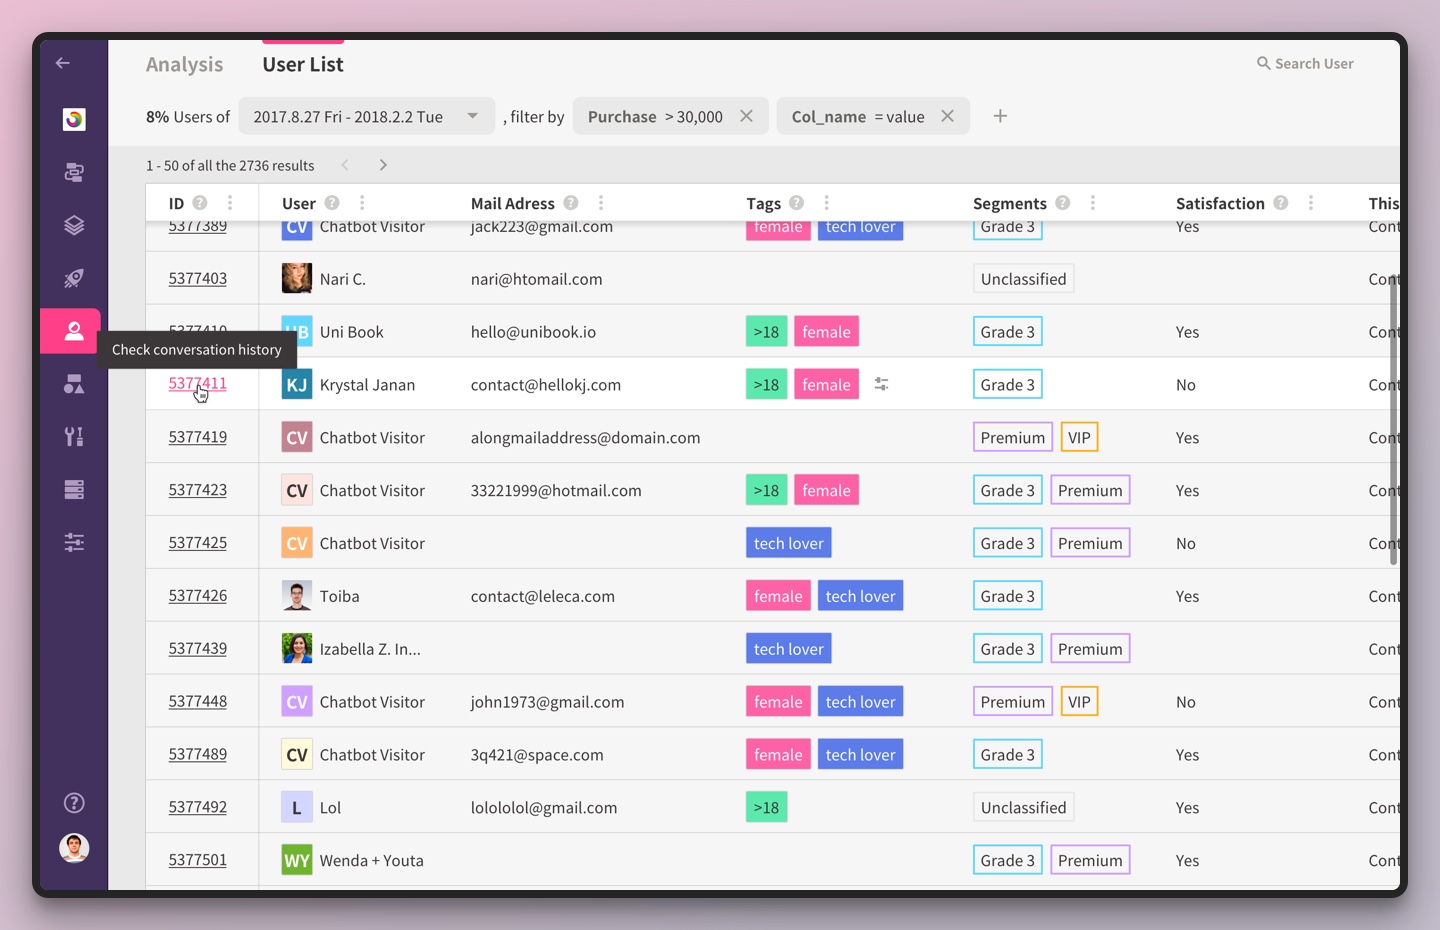 Analysis User List Search User
8% Users of 2017.8.27 Fri - 2018.2.2 Tue , filter by Purchase > 30,000 Col_name = value
1 - 50 of all the 2736 results
ID User Mail Adress Tags Segments Satisfaction This
5377389 CV Chatbot Visitor jack223@gmail.com female tech lover Grade 3 Yes Cont
5377403 Nari C. nari@htomail.com Unclassified Cont
5377410 UB Uni Book hello@unibook.io >18 female Grade 3 Yes Cont
Check conversation history
5377411 KJ Krystal Janan contact@hellokj.com >18 female Grade 3 No Cont
5377419 CV Chatbot Visitor alongmailaddress@domain.com Premium VIP Yes Cont
5377423 CV Chatbot Visitor 33221999@hotmail.com >18 female Grade 3 Premium Yes Cont
5377425 CV Chatbot Visitor tech lover Grade 3 Premium No Cont
5377426 Toiba contact@leleca.com female tech lover Grade 3 Yes Cont
5377439 Izabella Z. In... tech lover Grade 3 Premium Cont
5377448 CV Chatbot Visitor john1973@gmail.com female tech lover Premium VIP No Cont
5377489 CV Chatbot Visitor 3q421@space.com female tech lover Grade 3 Yes Cont
5377492 L Lol lolololol@gmail.com >18 Unclassified Yes Cont
5377501 WY Wenda + Youta Grade 3 Premium Yes Cont